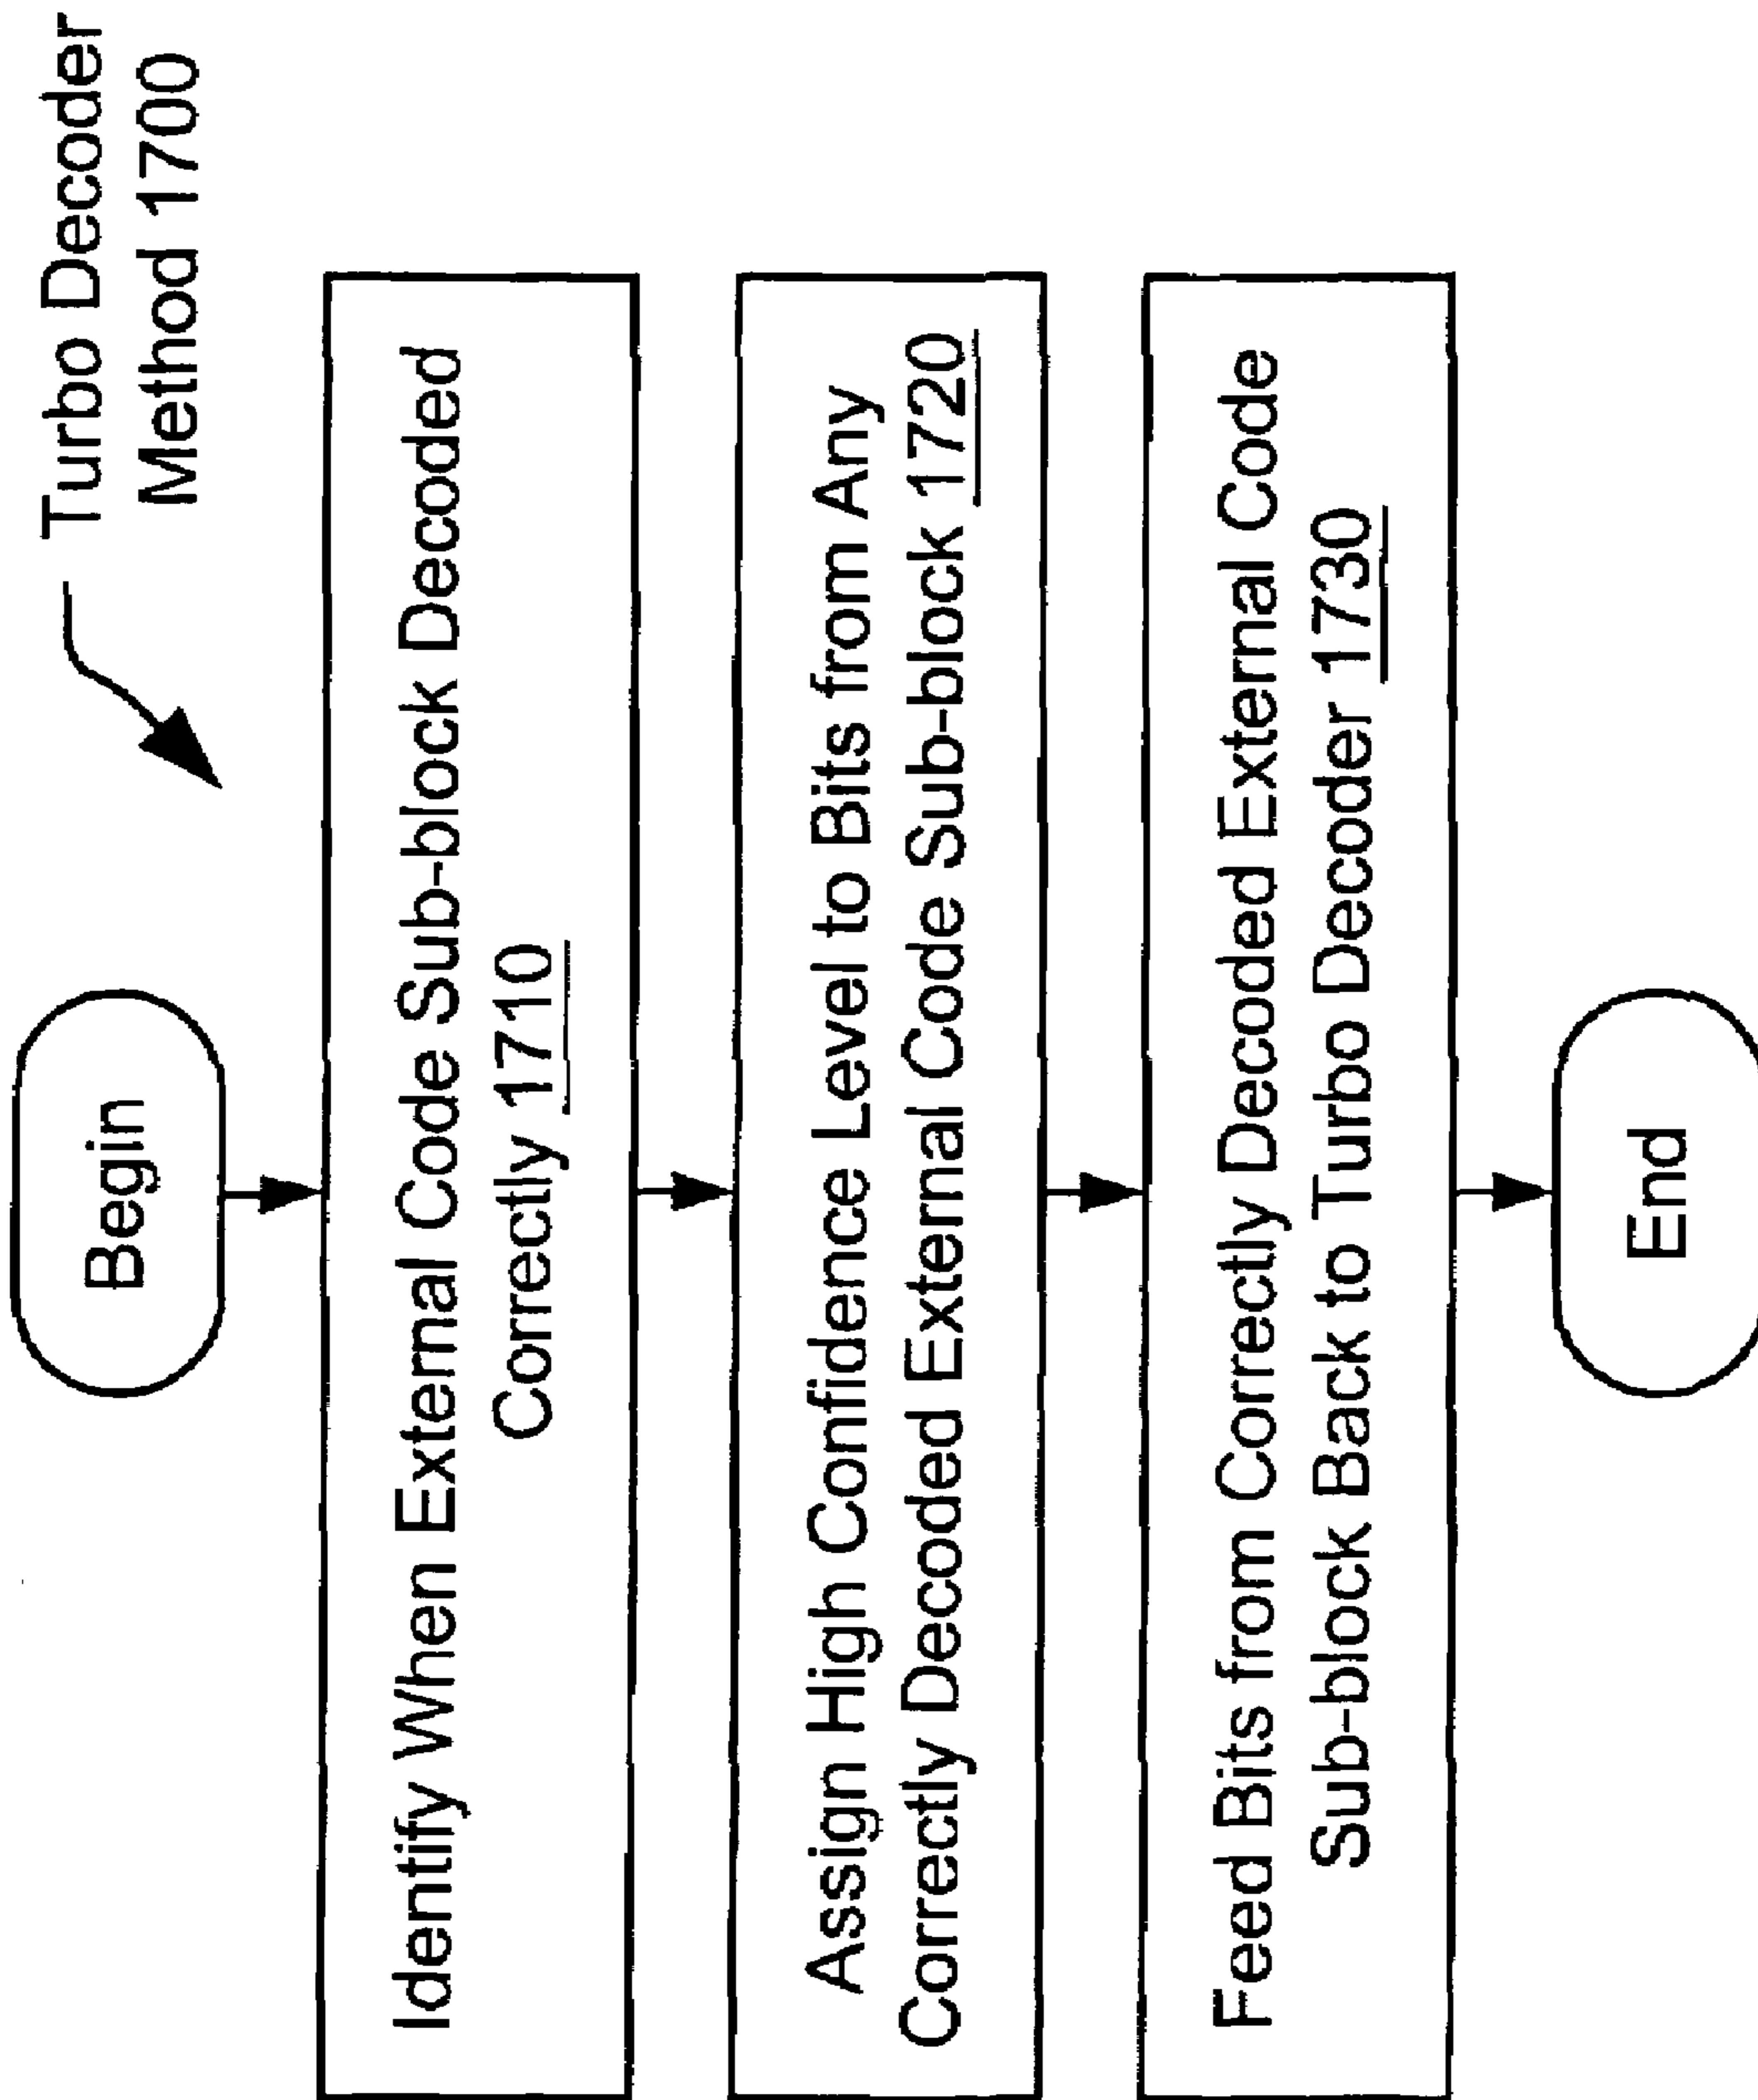 Turbo Decoder
Method 1700
Begin
Identify When External Code Sub-block Decoded
Correctly 1710
Assign High Confidence Level to Bits from Any
Correctly Decoded External Code Sub-block 1720
Feed Bits from Correctly Decoded External Code
Sub-block Back to Turbo Decoder 1730
End